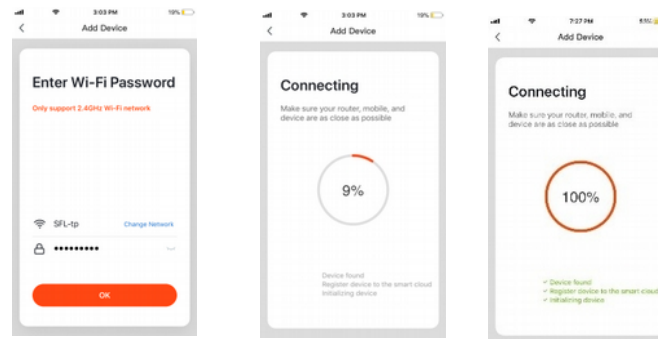 3:03 PM
19%
Add Device
Enter Wi-Fi Password
Only support 2.4GHz Wi-Fi network
SFL-tp
Change Network
OK
3:03 PM
19%
Add Device
Connecting
Make sure your router, mobile, and
device are as close as possible
9%
Device found
Register device to the smart cloud
Initializing device
7:27 PM
Add Device
Connecting
Make sure your router, mobile, and
device are as close as possible
100%
Device found
Register device to the smart cloud
Initializing device